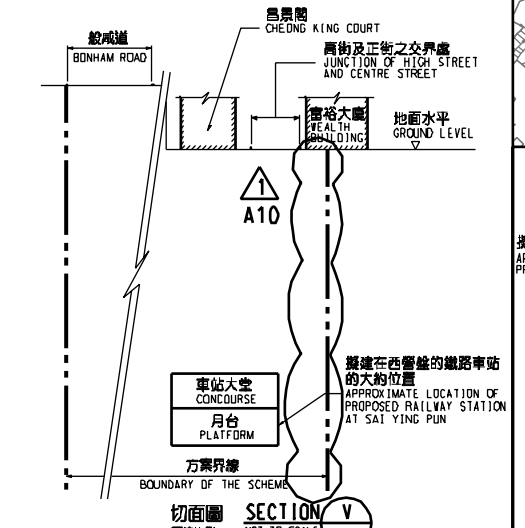 昌景閣
CHEONG KING COURT
般咸道
BONHAM ROAD
高街及正街之交界處
JUNCTION OF HIGH STREET
AND CENTRE STREET
富裕大廈
WEALTH
BUILDING
地面水平
GROUND LEVEL
1
A10
車站大堂
CONCOURSE
月台
PLATFORM
擬建在西營盤的鐵路車站
的大約位置
APPROXIMATE LOCATION OF
PROPOSED RAILWAY STATION
AT SAI YING PUN
方案界線
BOUNDARY OF THE SCHEME
切面圖 SECTION V